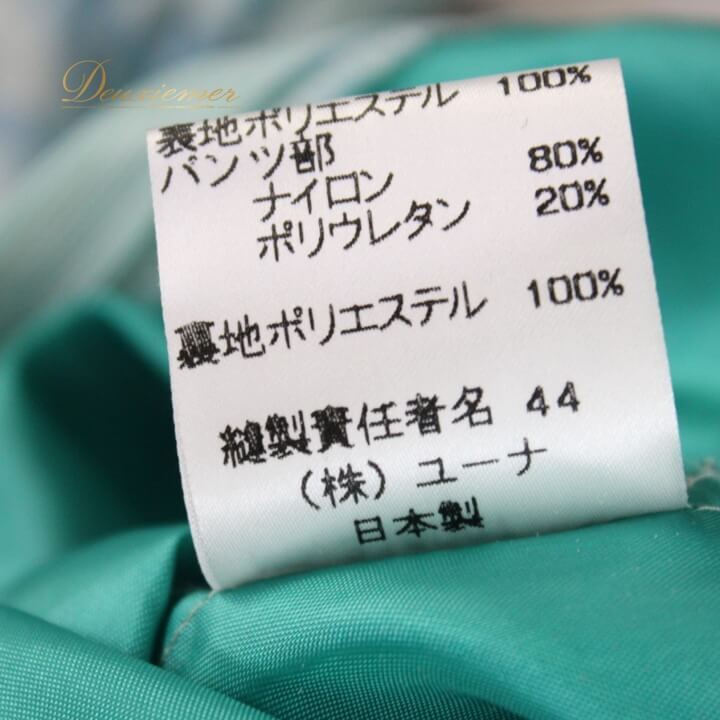 Deuxiemer
裏地ポリエステル 100%
パンツ部
ナイロン 80%
ポリウレタン 20%
裏地ポリエステル 100%
縫製責任者名 44
(株) ユーナ
日本製